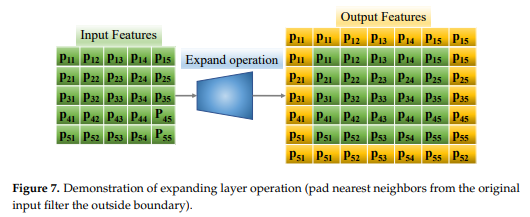 Input Features
Output Features
p11 p12 p13 p14 p15
p21 p22 p23 p24 p25
p31 p32 p33 p34 p35
p41 p42 p43 p44 P45
p51 p52 p53 p54 P55
Expand operation
p11 p11 p12 p13 p14 p15 p15
p11 p11 p12 p13 p14 p15 p15
p21 p21 p22 p23 p24 p25 p25
p31 p31 p32 p33 p34 p35 p35
p41 p41 p42 p43 p44 p45 p45
p51 p51 p52 p53 p54 p55 p55
p51 p51 p52 p53 p54 p55 p52
Figure 7. Demonstration of expanding layer operation (pad nearest neighbors from the original
input filter the outside boundary).